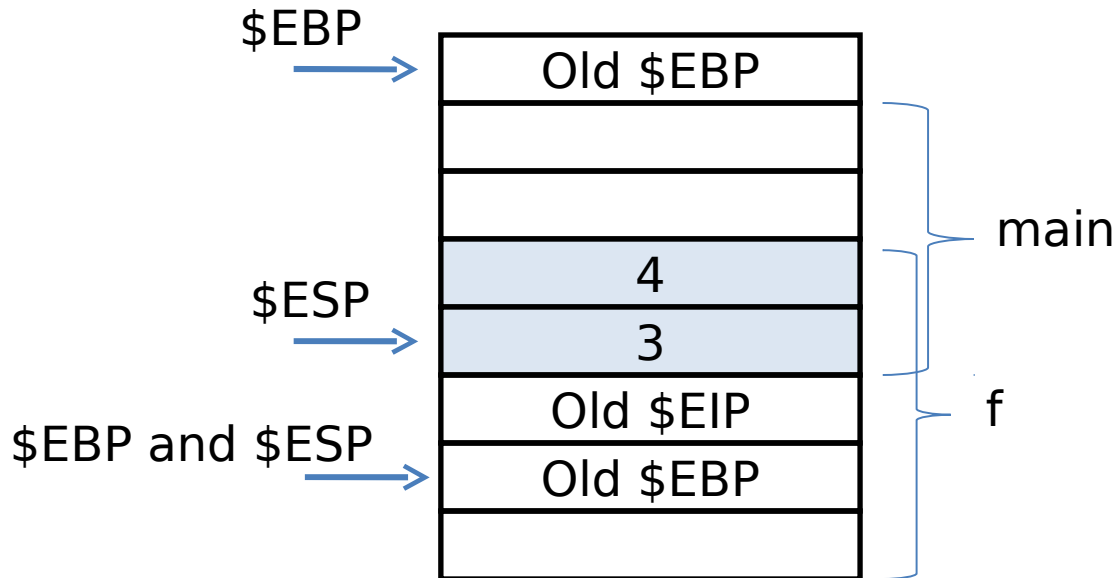 $EBP
Old $EBP
main
4
$ESP
3
Old $EIP
f
$EBP and $ESP
Old $EBP